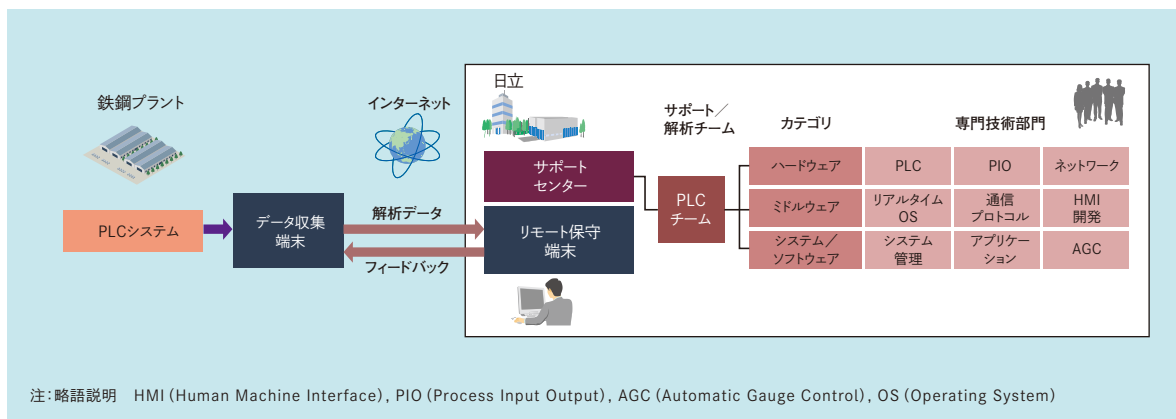 鉄鋼プラント
インターネット
日立
サポート／
解析チーム
カテゴリ
専門技術部門
PLCシステム
データ収集
端末
解析データ
フィードバック
サポート
センター
リモート保守
端末
PLC
チーム
ハードウェア
PLC
PIO
ネットワーク
ミドルウェア
リアルタイム
OS
通信
プロトコル
HMI
開発
システム／
ソフトウェア
システム
管理
アプリケー
ション
AGC
注：略語説明　HMI（Human Machine Interface），PIO（Process Input Output），AGC（Automatic Gauge Control），OS（Operating System）